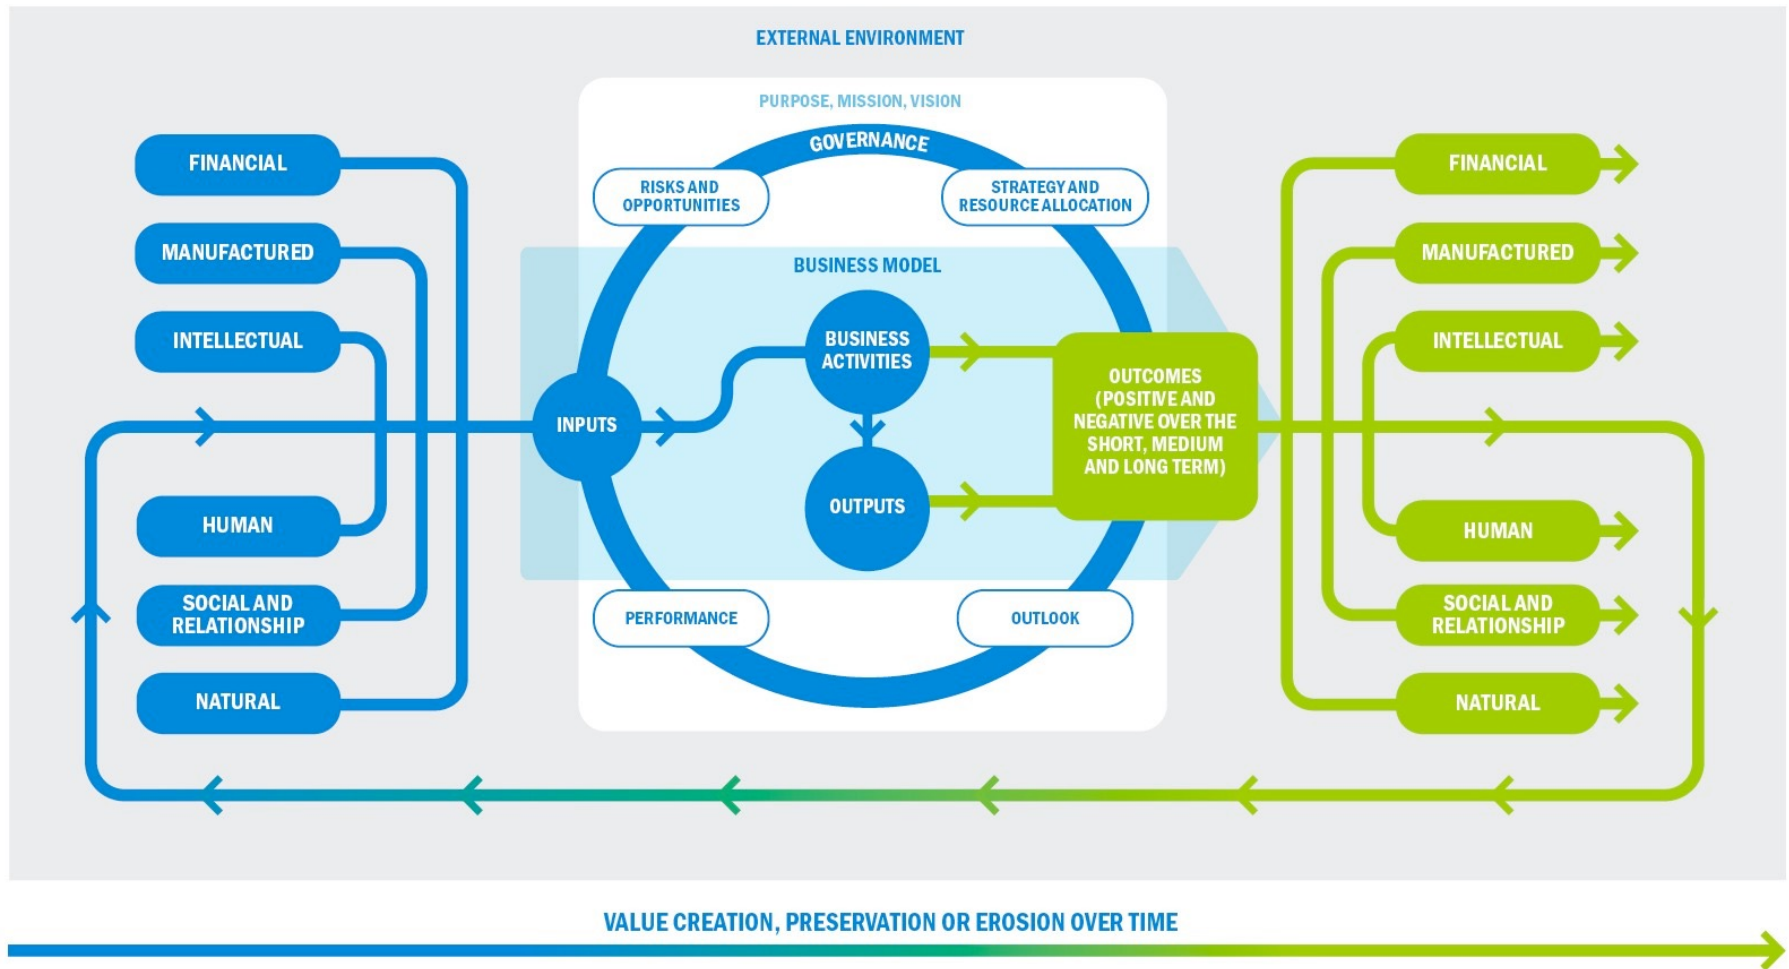 EXTERNAL ENVIRONMENT
PURPOSE, MISSION, VISION
GOVERNANCE
FINANCIAL
MANUFACTURED
INTELLECTUAL
HUMAN
SOCIAL AND
RELATIONSHIP
NATURAL
RISKS AND
OPPORTUNITIES
STRATEGY AND
RESOURCE ALLOCATION
BUSINESS MODEL
INPUTS
BUSINESS
ACTIVITIES
OUTPUTS
OUTCOMES
(POSITIVE AND
NEGATIVE OVER THE
SHORT, MEDIUM
AND LONG TERM)
PERFORMANCE
OUTLOOK
FINANCIAL
MANUFACTURED
INTELLECTUAL
HUMAN
SOCIAL AND
RELATIONSHIP
NATURAL
VALUE CREATION, PRESERVATION OR EROSION OVER TIME